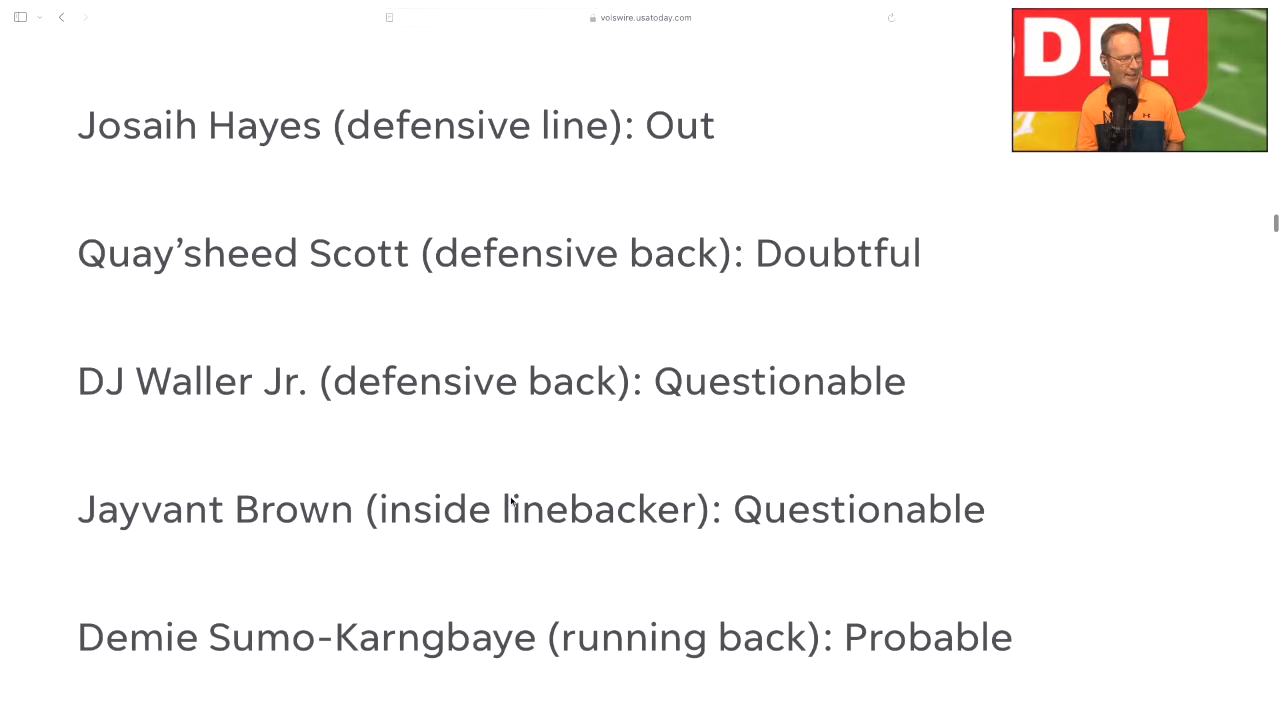 volswire.usatoday.com
DE!
Josaih Hayes (defensive line): Out
Quay’sheed Scott (defensive back): Doubtful
DJ Waller Jr. (defensive back): Questionable
Jayvant Brown (inside linebacker): Questionable
Demie Sumo-Karngbaye (running back): Probable